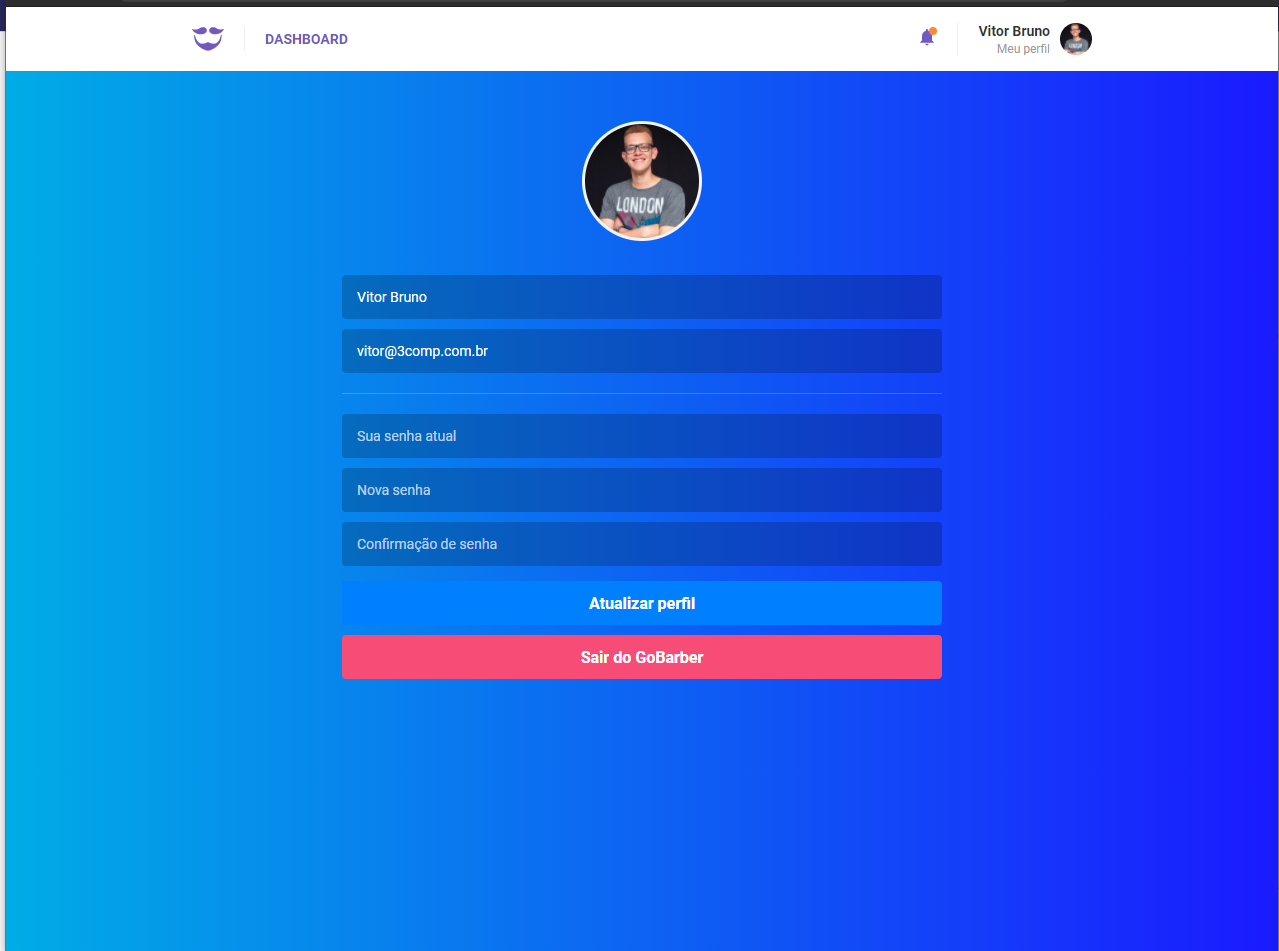 DASHBOARD
Vitor Bruno
Meu perfil
LONDON
Vitor Bruno
vitor@3comp.com.br
Sua senha atual
Nova senha
Confirmação de senha
Atualizar perfil
Sair do GoBarber